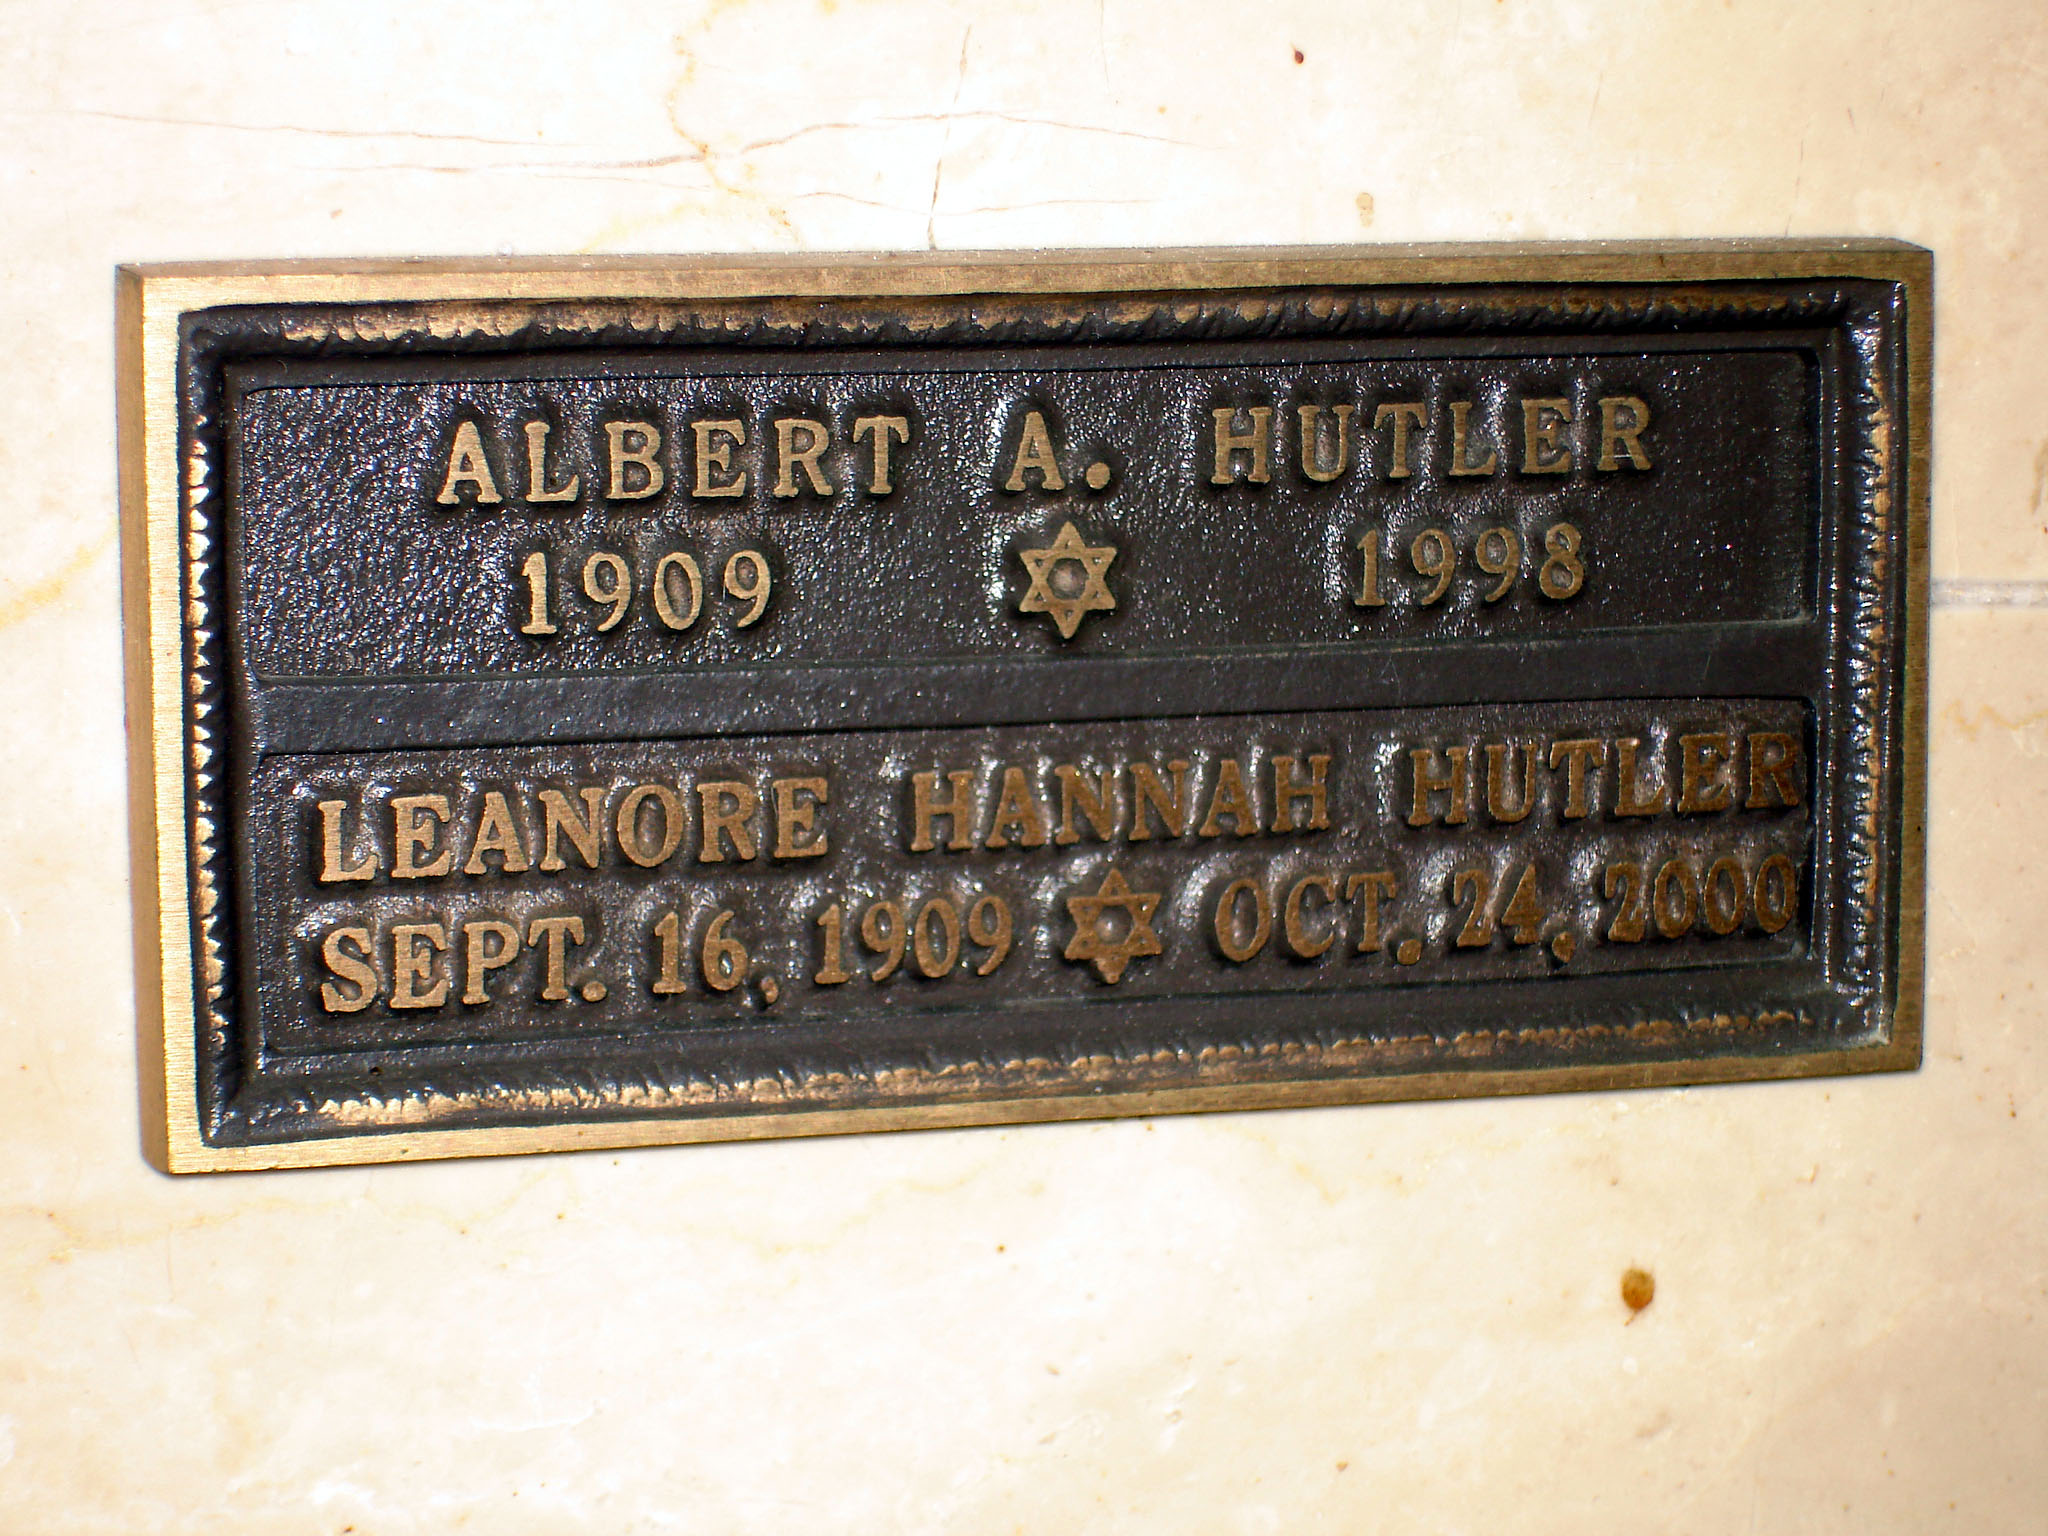 ALBERT A. HUTLER
1909 ✡ 1998
LEANORE HANNAH HUTLER
SEPT. 16, 1909 ✡ OCT. 24, 2000